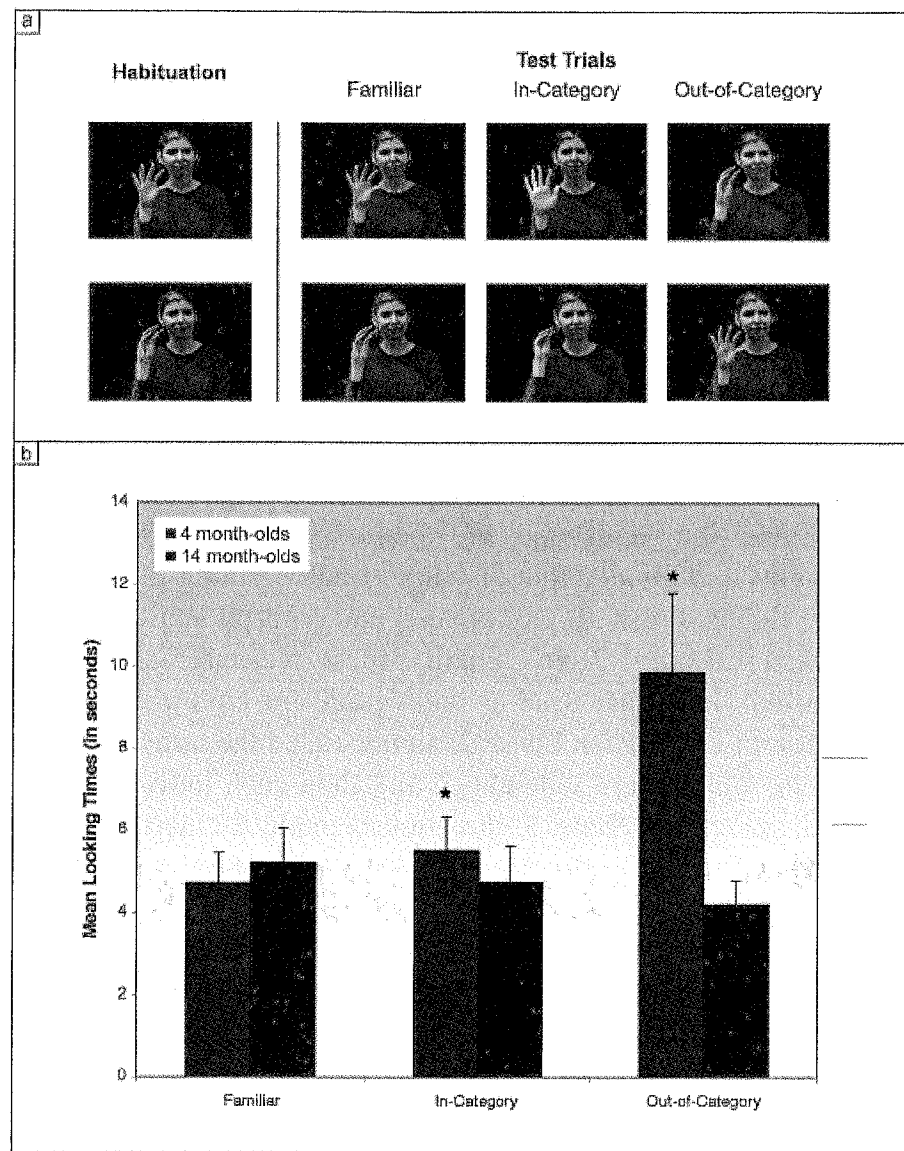 a
Habituation
Test Trials
Familiar In-Category Out-of-Category
b
14
12
10
8
6
4
2
0
Mean Looking Times (in seconds)
4 month-olds
14 month-olds
*
*
Familiar In-Category Out-of-Category